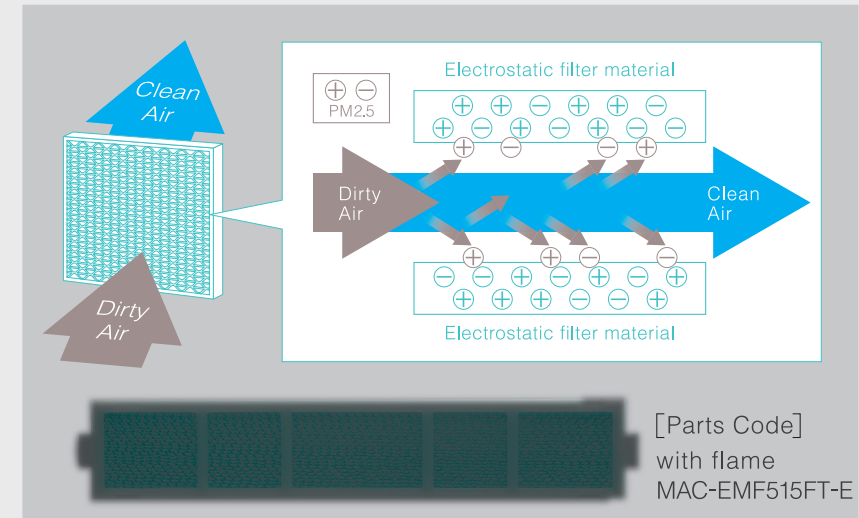 Clean
Air
Dirty
Air
PM2.5
Electrostatic filter material
Dirty
Air
Clean
Air
Electrostatic filter material
[Parts Code]
with flame
MAC-EMF515FT-E